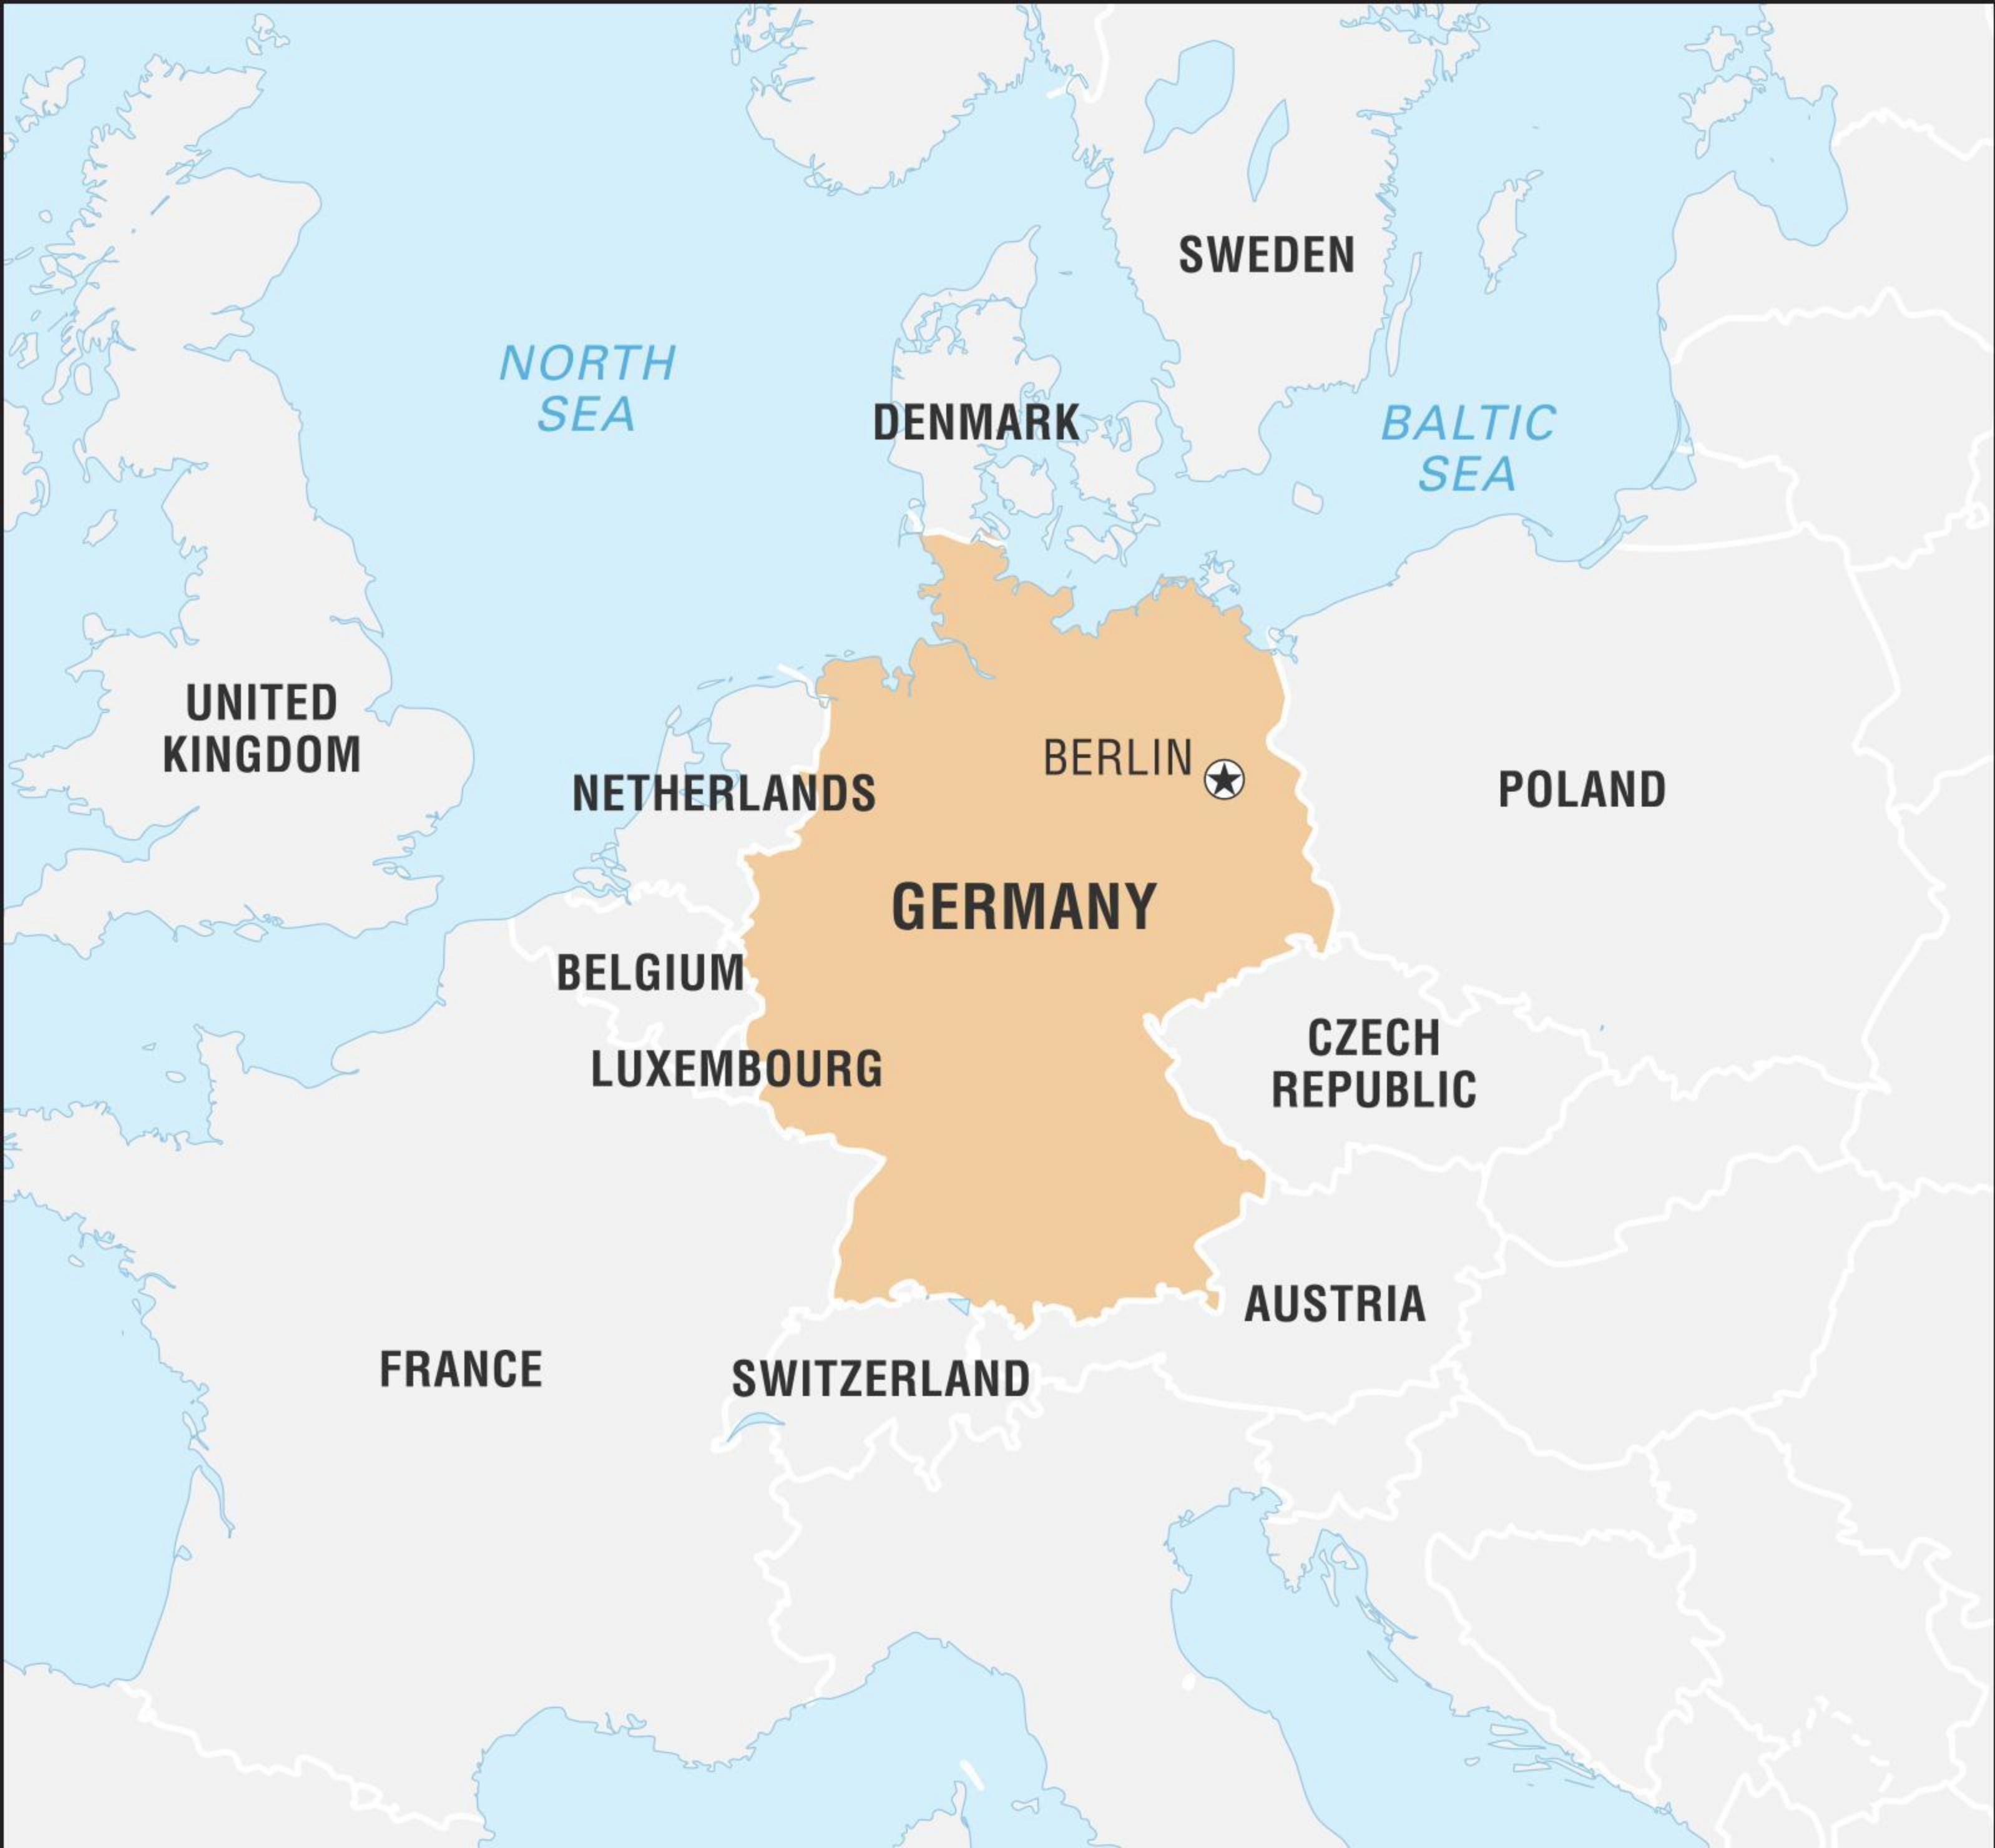 SWEDEN
NORTH
SEA
DENMARK
BALTIC
SEA
UNITED
KINGDOM
BERLIN
NETHERLANDS
POLAND
GERMANY
BELGIUM
CZECH
REPUBLIC
LUXEMBOURG
AUSTRIA
FRANCE
SWITZERLAND